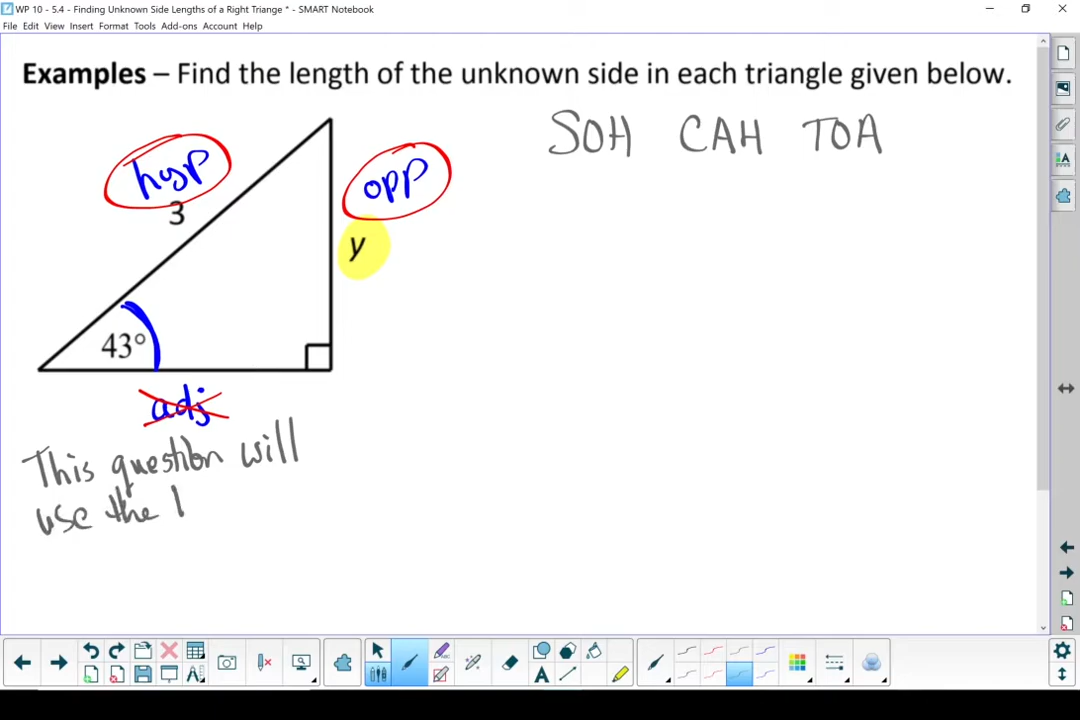 WP 10 - 5.4 - Finding Unknown Side Lengths of a Right Triange * - SMART Notebook
File Edit View Insert Format Tools Add-ons Account Help
Examples – Find the length of the unknown side in each triangle given below.
SOH CAH TOA
hyp
opp
3
y
43°
adj
This question will
use the